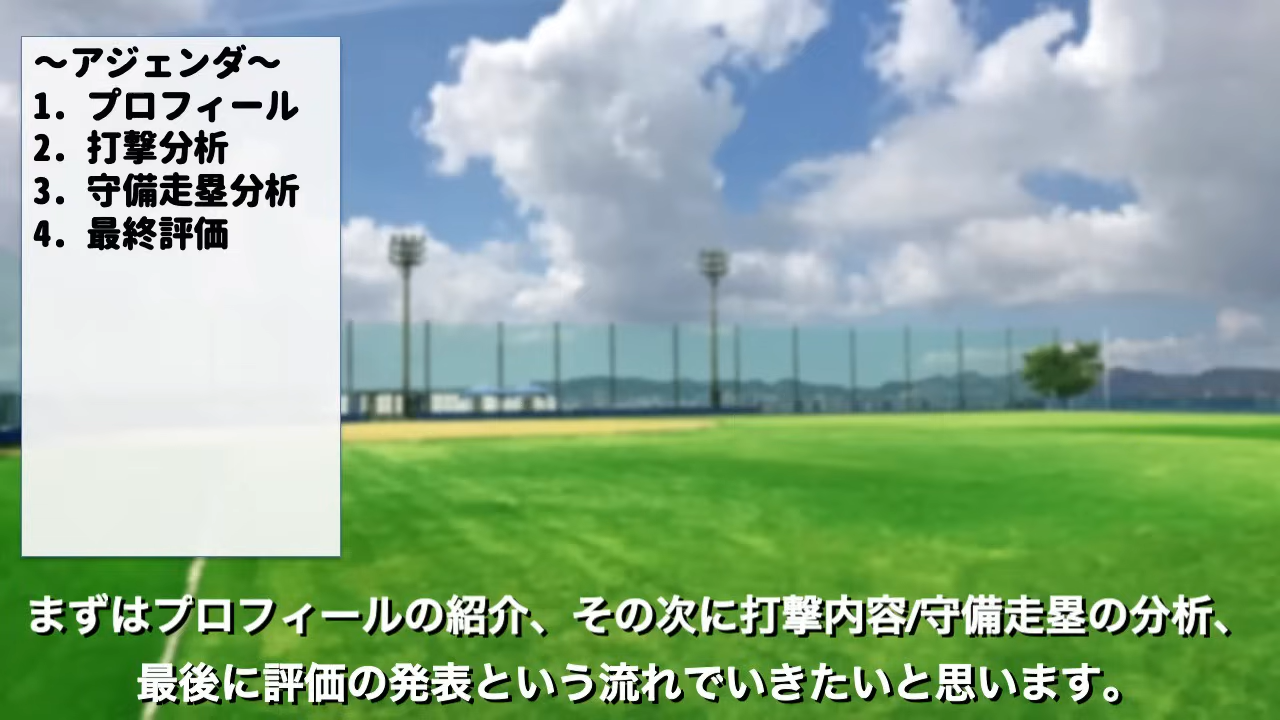 ～アジェンダ～
1. プロフィール
2. 打撃分析
3. 守備走塁分析
4. 最終評価
まずはプロフィールの紹介、その次に打撃内容/守備走塁の分析、
最後に評価の発表という流れでいきたいと思います。